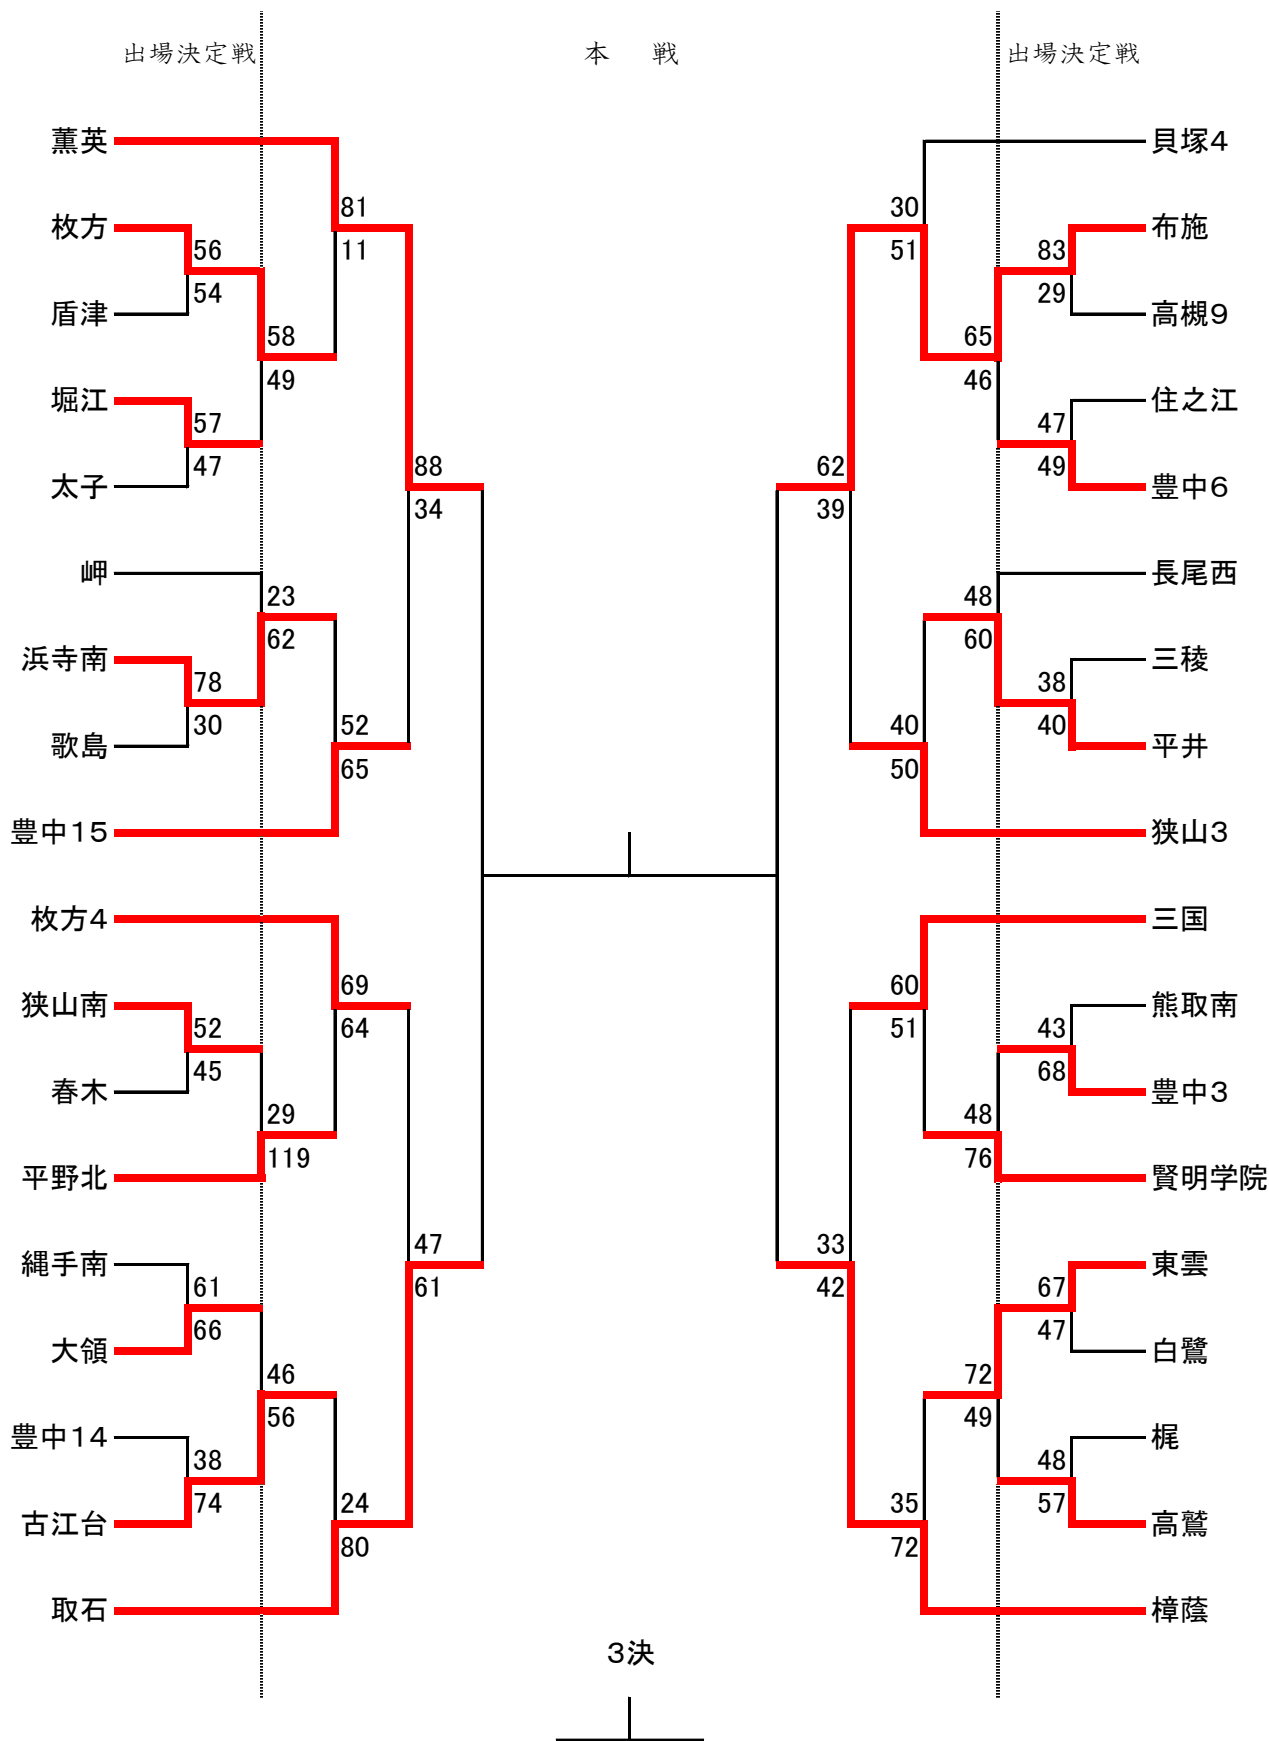 出場決定戦
本 戦
出場決定戦
薫英
枚方
盾津
堀江
太子
岬
浜寺南
歌島
豊中15
枚方4
狭山南
春木
平野北
縄手南
大領
豊中14
古江台
取石
56
54
57
47
78
30
52
45
61
66
38
74
58
49
23
62
29
119
46
56
81
11
52
65
69
64
24
80
88
34
47
61
62
39
33
42
30
51
40
50
60
51
35
72
65
46
48
60
48
76
72
49
83
29
47
49
38
40
43
68
67
47
48
57
貝塚4
布施
高槻9
住之江
豊中6
長尾西
三稜
平井
狭山3
三国
熊取南
豊中3
賢明学院
東雲
白鷺
梶
高鷲
樟蔭
3決